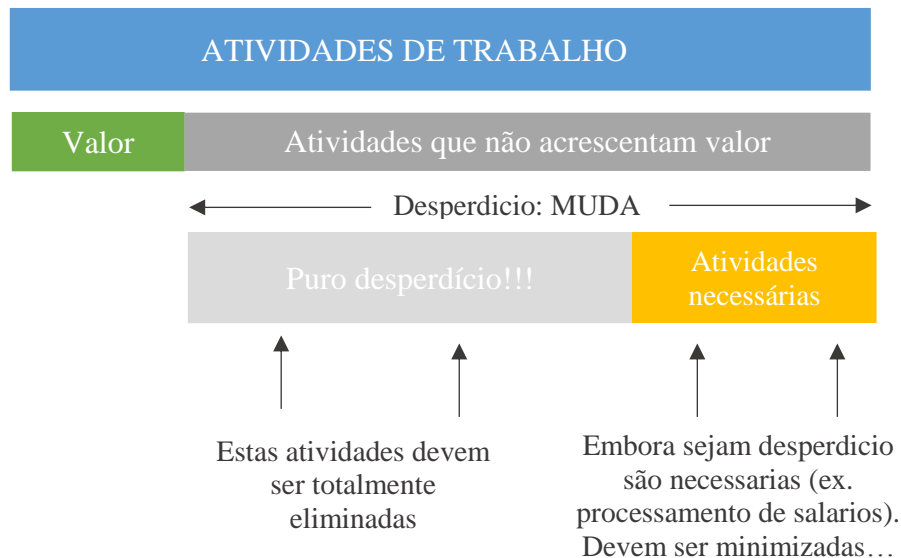 ATIVIDADES DE TRABALHO
Valor
Atividades que não acrescentam valor
Desperdicio: MUDA
Puro desperdício!!!
Atividades
necessárias
Estas atividades devem
ser totalmente
eliminadas
Embora sejam desperdicio
são necessarias (ex.
processamento de salarios).
Devem ser minimizadas…